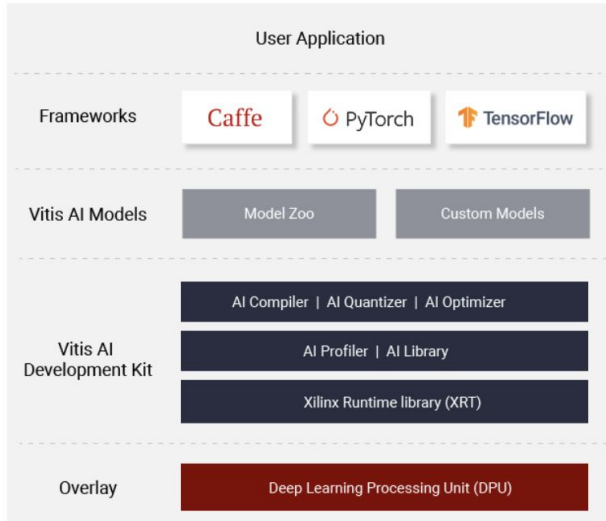 User Application
Frameworks
Caffe
PyTorch
TensorFlow
Vitis AI Models
Model Zoo
Custom Models
Vitis AI
Development Kit
AI Compiler | AI Quantizer | AI Optimizer
AI Profiler | AI Library
Xilinx Runtime library (XRT)
Overlay
Deep Learning Processing Unit (DPU)